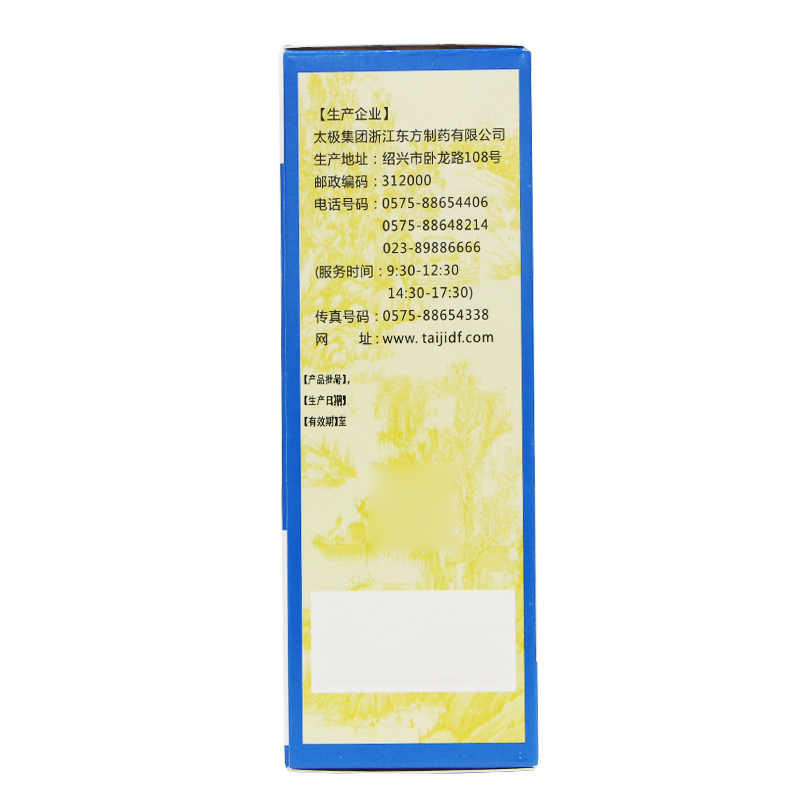 【生产企业】
太极集团浙江东方制药有限公司
生产地址：绍兴市卧龙路108号
邮政编码：312000
电话号码：0575-88654406
0575-88648214
023-89886666
(服务时间：9:30-12:30
14:30-17:30)
传真号码：0575-88654338
网 址：www. taijidf.com
【产品批号】，
【生产日期】
【有效期】至